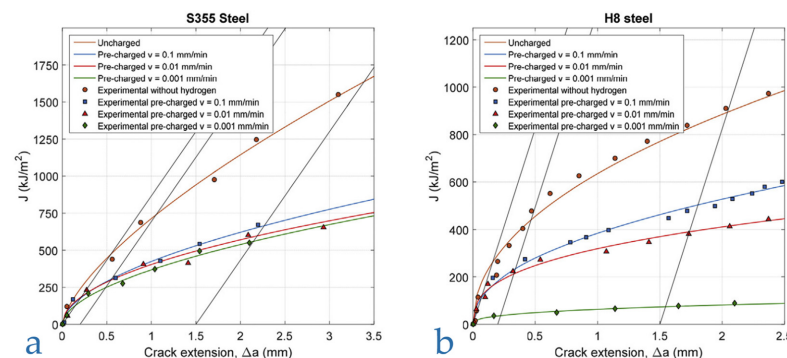 S355 Steel
1750
1500
1250
1000
750
500
250
0
J (kJ/m²)
Uncharged
Pre-charged v = 0.1 mm/min
Pre-charged v = 0.01 mm/min
Pre-charged v = 0.001 mm/min
Experimental without hydrogen
Experimental pre-charged v = 0.1 mm/min
Experimental pre-charged v = 0.01 mm/min
Experimental pre-charged v = 0.001 mm/min
0 0.5 1 1.5 2 2.5 3 3.5
Crack extension, Δa (mm)
a
H8 steel
1200
1000
800
600
400
200
0
J (kJ/m²)
Uncharged
Pre-charged v = 0.1 mm/min
Pre-charged v = 0.01 mm/min
Pre-charged v = 0.001 mm/min
Experimental without hydrogen
Experimental pre-charged v = 0.1 mm/min
Experimental pre-charged v = 0.01 mm/min
Experimental pre-charged v = 0.001 mm/min
0 0.5 1 1.5 2 2.5
Crack extension, Δa (mm)
b